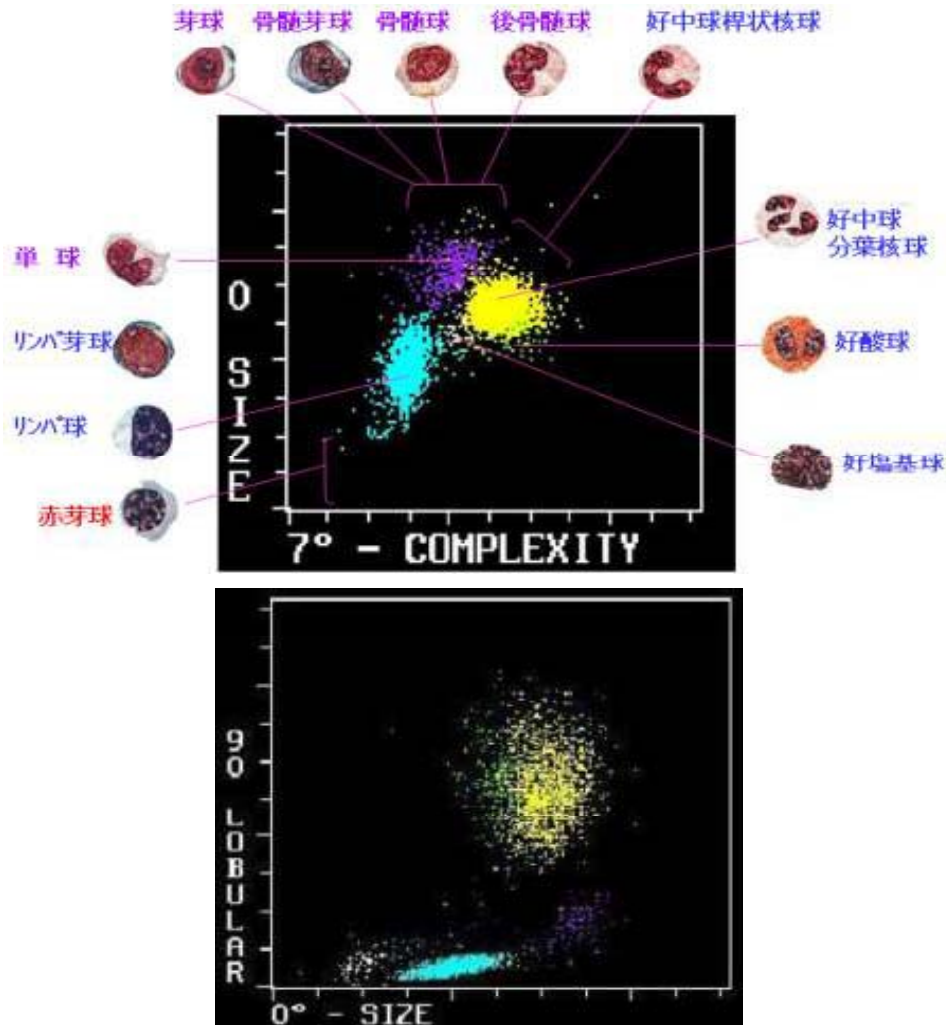 芽球 骨髄芽球 骨髄球 後骨髄球 好中球桿状核球
好中球
分葉核球
単 球
リンパ芽球
好酸球
リンパ球
好塩基球
赤芽球
0 SIZE
7° - COMPLEXITY
90 LOBULAR
0° - SIZE